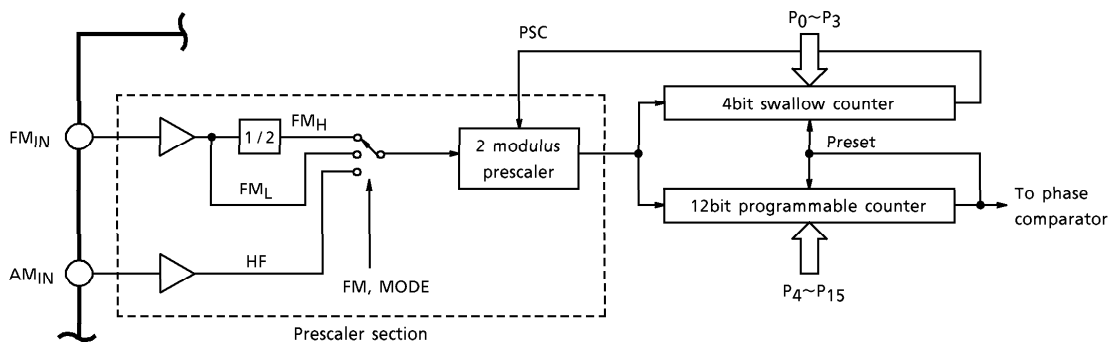 P0~P3
PSC
4bit swallow counter
FMIN
1/2
FMH
2 modulus
prescaler
Preset
FML
12bit programmable counter
To phase
comparator
AMIN
HF
FM, MODE
P4~P15
Prescaler section